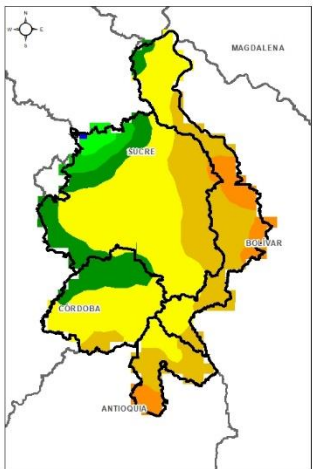 N
W E
S
MAGDALENA
SUCRE
BOLIVAR
CORDOBA
ANTIOQUIA